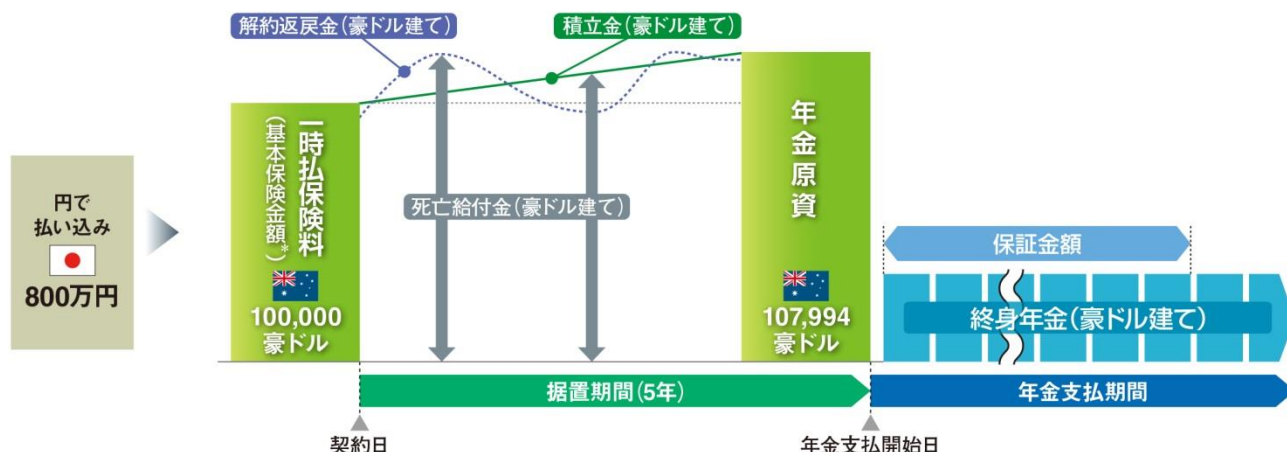 解約返戻金(豪ドル建て)
積立金(豪ドル建て)
円で
払い込み
800万円
一時払保険料
(基本保険金額*)
100,000
豪ドル
死亡給付金(豪ドル建て)
年金原資
107,994
豪ドル
保証金額
終身年金(豪ドル建て)
据置期間(5年)
年金支払期間
契約日
年金支払開始日